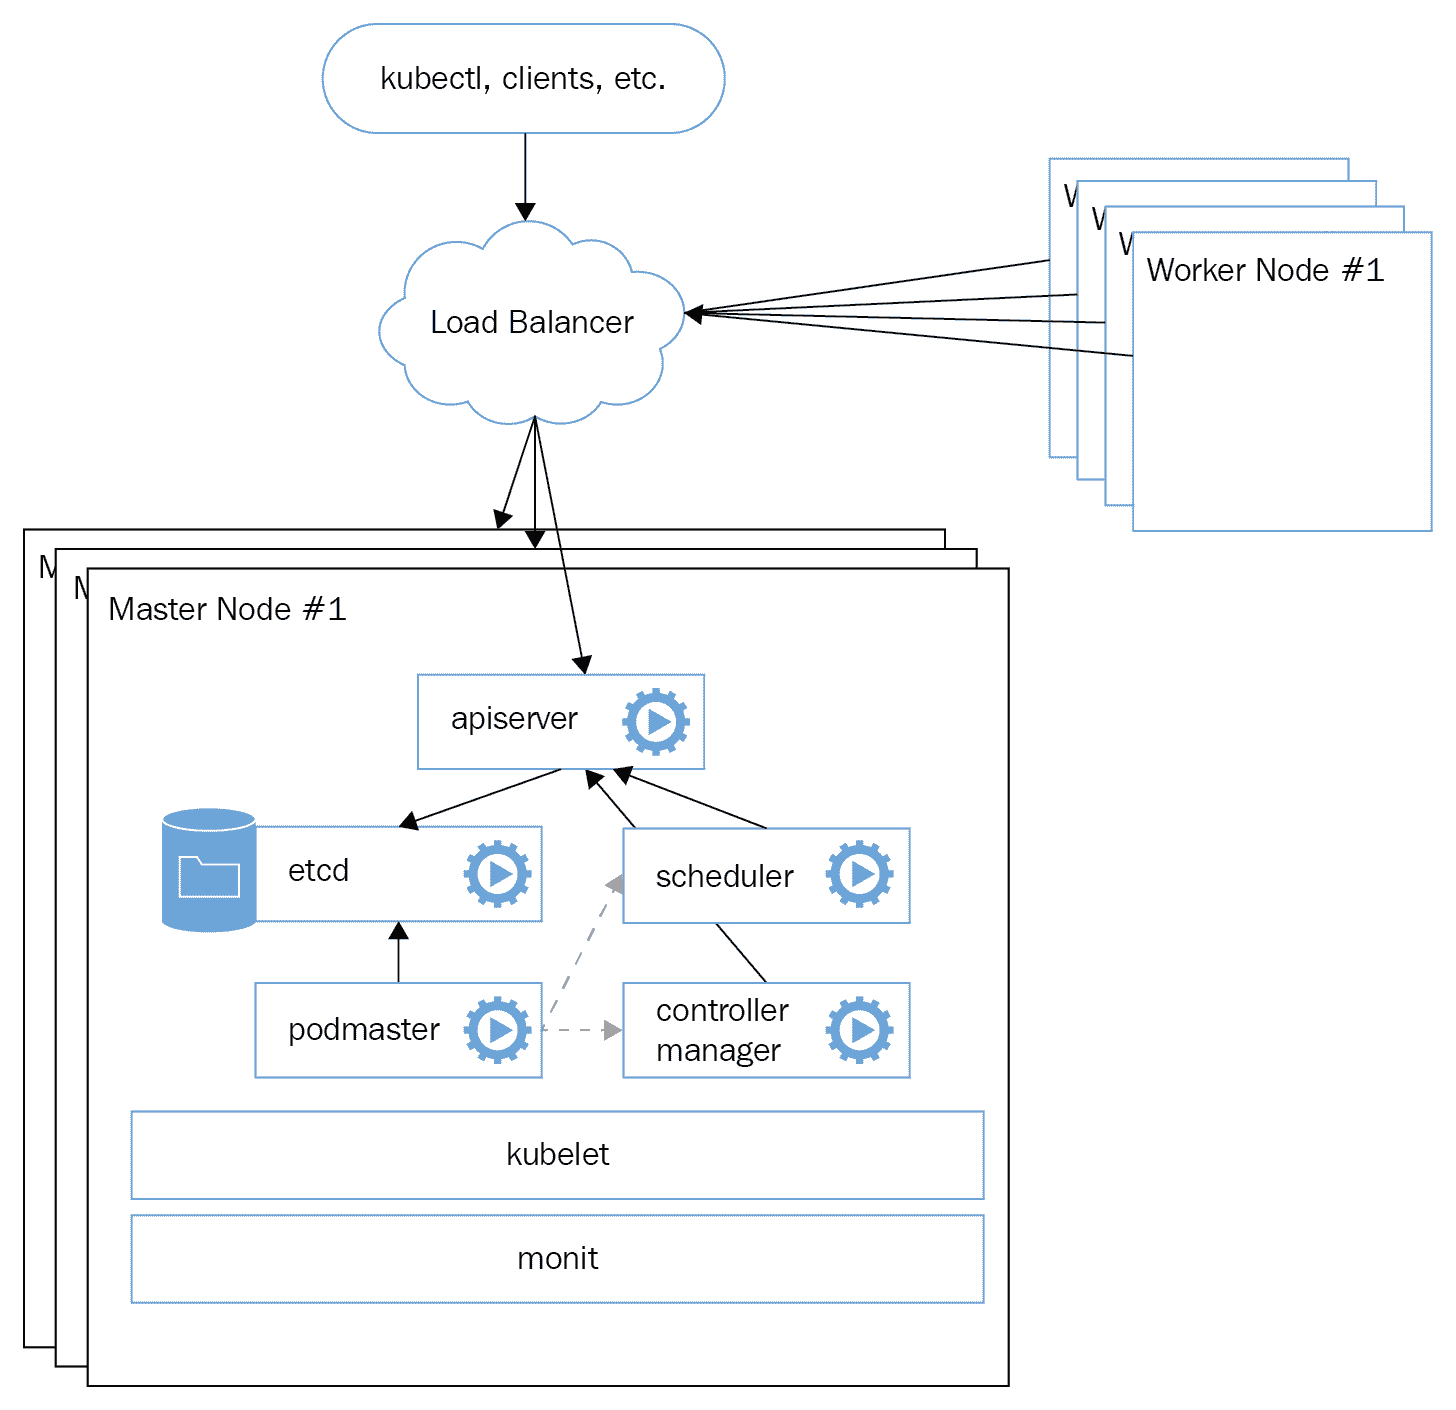 kubectl, clients, etc.
Load Balancer
W
W
W
Worker Node #1
M
M
Master Node #1
apiserver
etcd
scheduler
podmaster
controller
manager
kubelet
monit